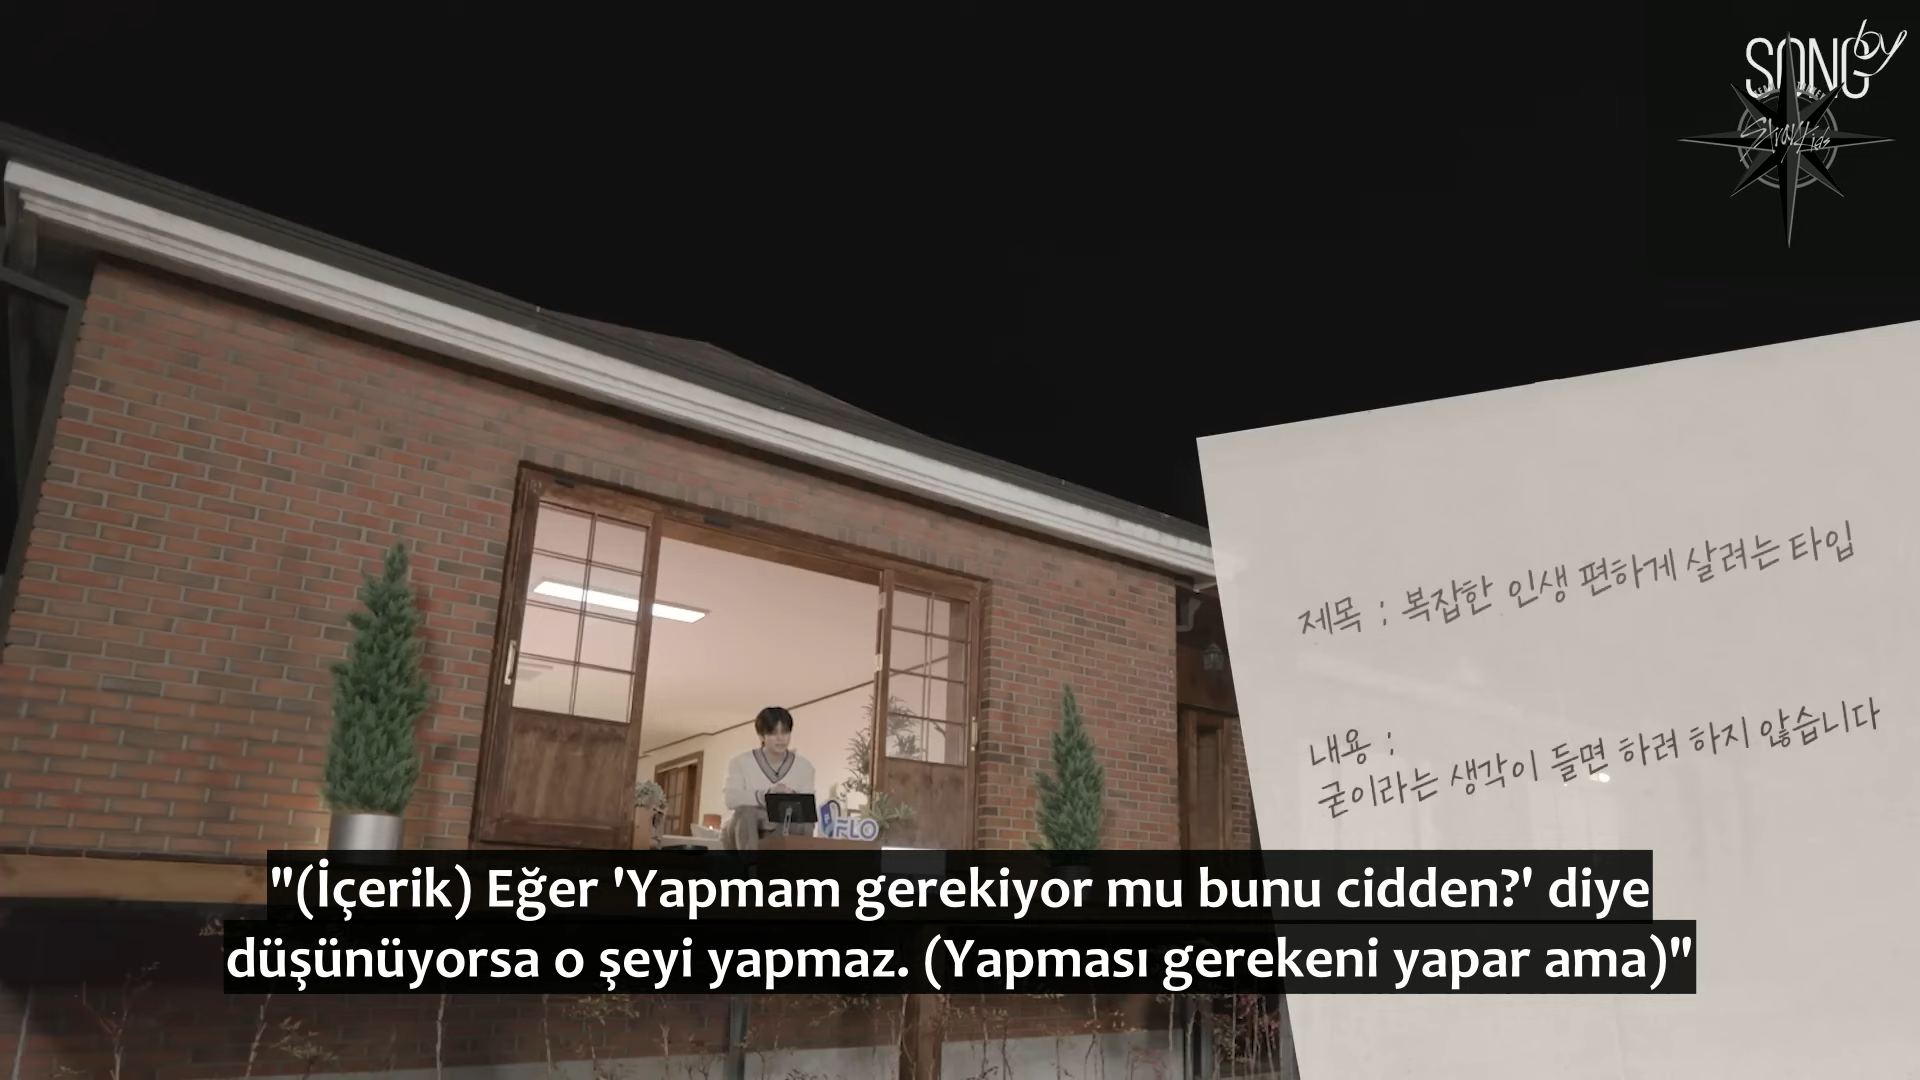 SONG by
Stray Kids
제목 : 복잡한 인생 편하게 살려는 타입
내용 :
굳이라는 생각이 들면 하려 하지 않습니다
FLO
"(İçerik) Eğer 'Yapmam gerekiyor mu bunu cidden?' diye
düşünüyorsa o şeyi yapmaz. (Yapması gerekeni yapar ama)"